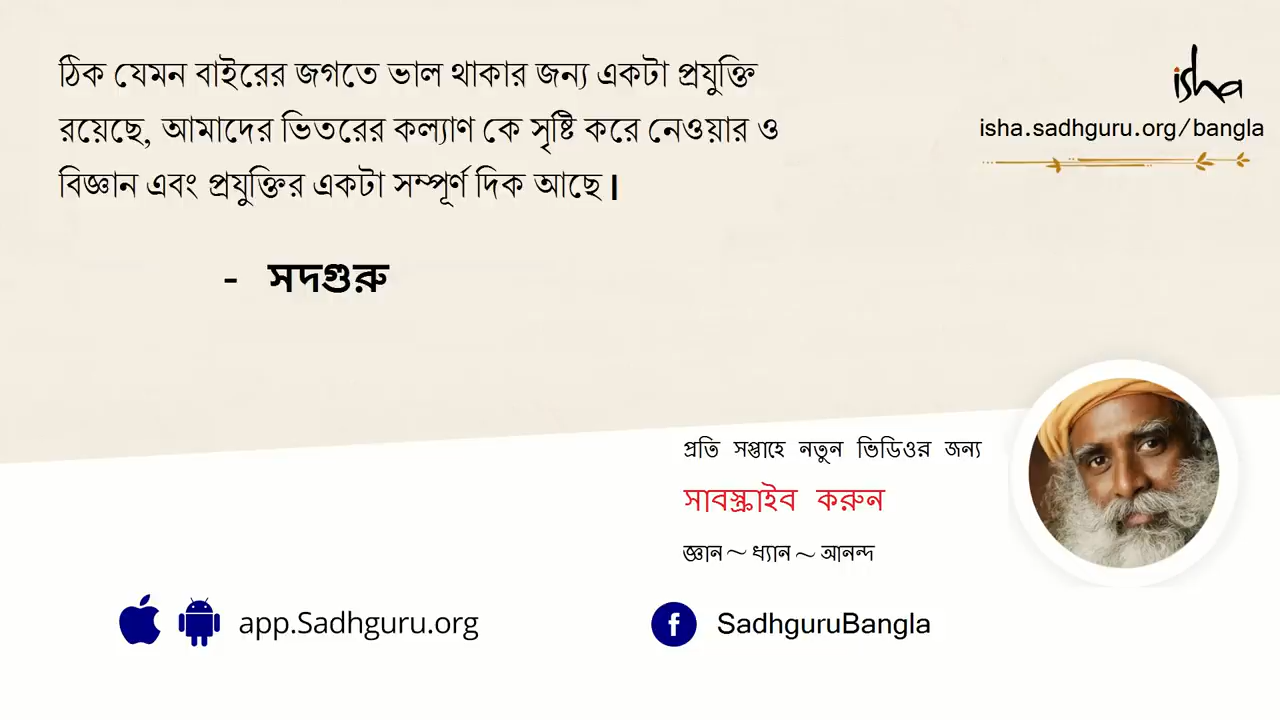 ঠিক যেমন বাইরের জগতে ভাল থাকার জন্য একটা প্রযুক্তি
রয়েছে, আমাদের ভিতরের কল্যাণ কে সৃষ্টি করে নেওয়ার ও
বিজ্ঞান এবং প্রযুক্তির একটা সম্পূর্ণ দিক আছে।
- সদগুরু
isha
isha.sadhguru.org/bangla
প্রতি সপ্তাহে নতুন ভিডিওর জন্য
সাবস্ক্রাইব করুন
জ্ঞান ~ ধ্যান ~ আনন্দ
app.Sadhguru.org
f SadhguruBangla